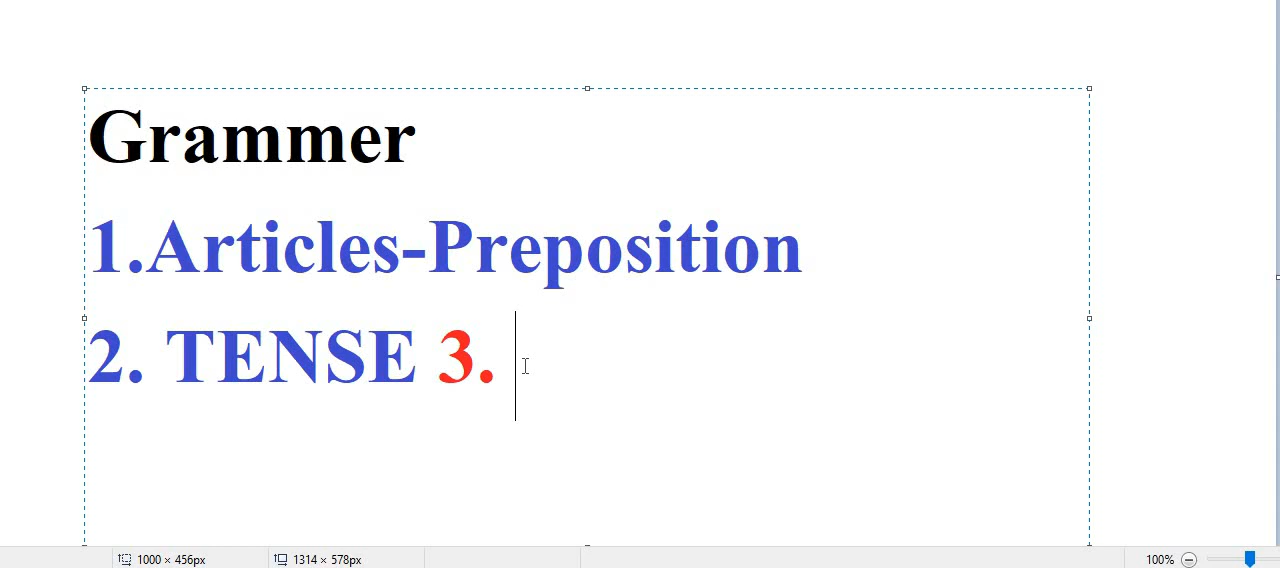 Grammer
1.Articles-Preposition
2. TENSE 3.
1000 × 456px 1314 × 578px 100%